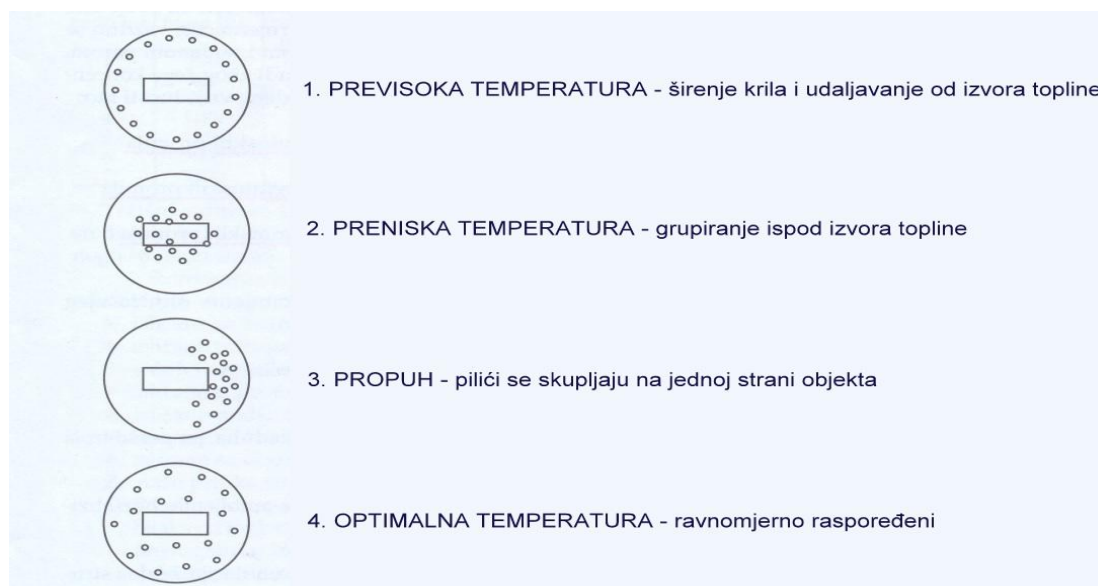 1. PREVISOKA TEMPERATURA - širenje krila i udaljavanje od izvora topline
2. PRENISKA TEMPERATURA - grupiranje ispod izvora topline
3. PROPUH - pilići se skupljaju na jednoj strani objekta
4. OPTIMALNA TEMPERATURA - ravnomjerno raspoređeni